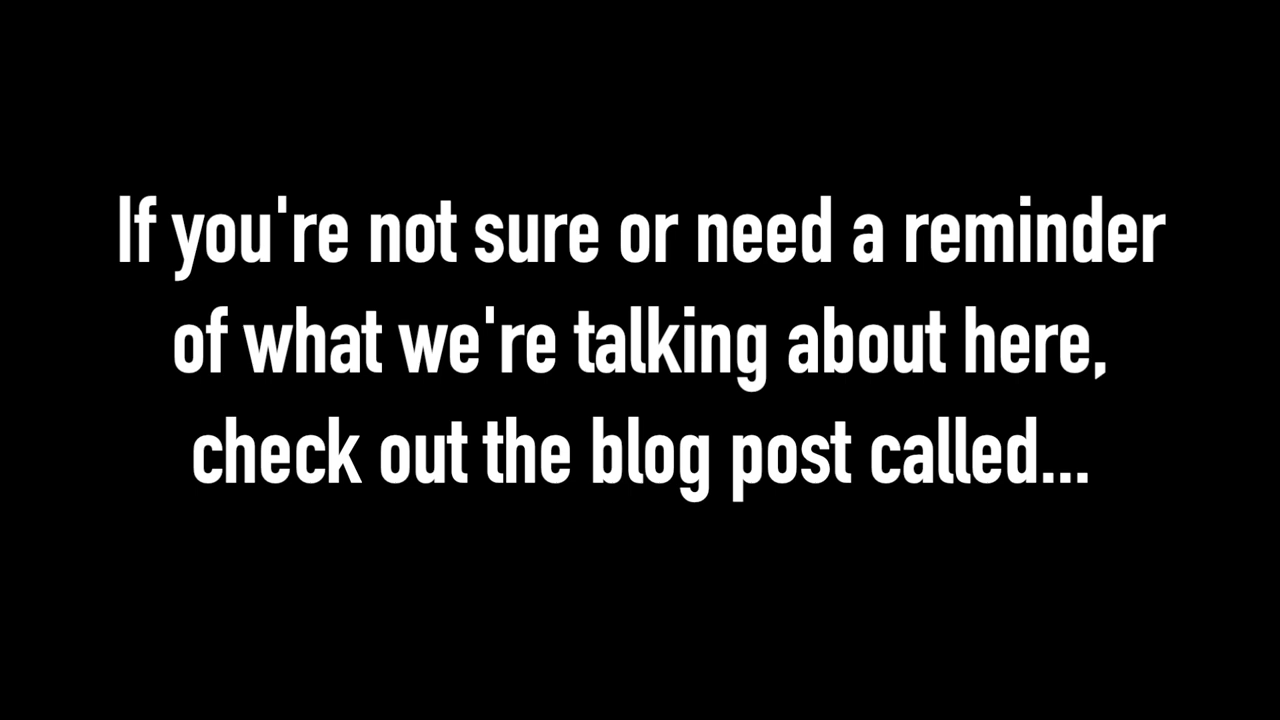 If you're not sure or need a reminder
of what we're talking about here,
check out the blog post called...